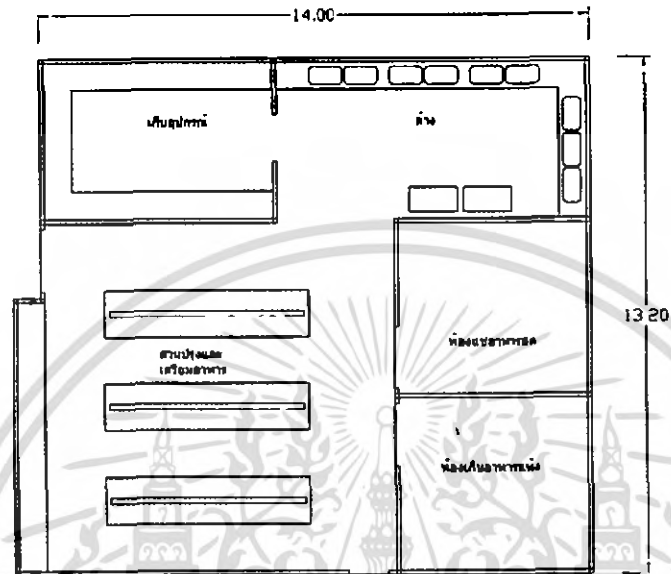 14.00
เก็บอุปกรณ์
ล้าง
13.20
ส่วนปรุงและ
เตรียมอาหาร
ห้องแช่อาหารสด
ห้องเก็บอาหารแห้ง